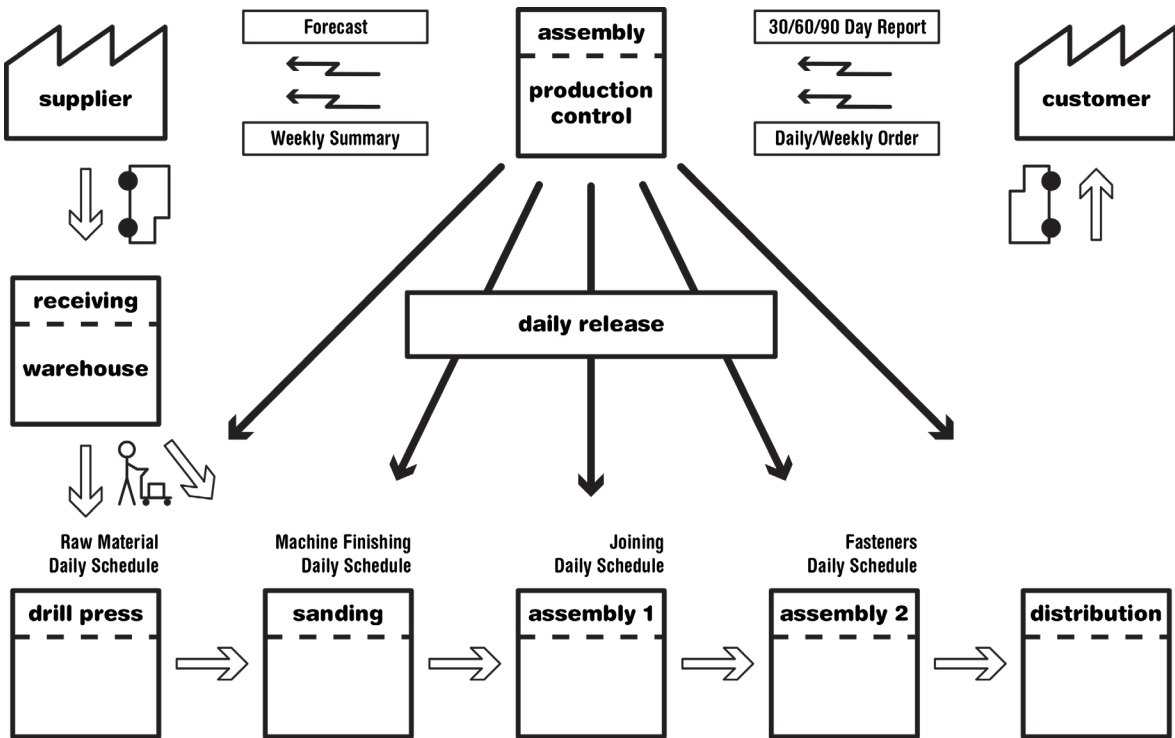 Forecast
assembly
30/60/90 Day Report
supplier
production
control
customer
Weekly Summary
Daily/Weekly Order
receiving
warehouse
daily release
Raw Material
Daily Schedule
Machine Finishing
Daily Schedule
Joining
Daily Schedule
Fasteners
Daily Schedule
drill press
sanding
assembly 1
assembly 2
distribution